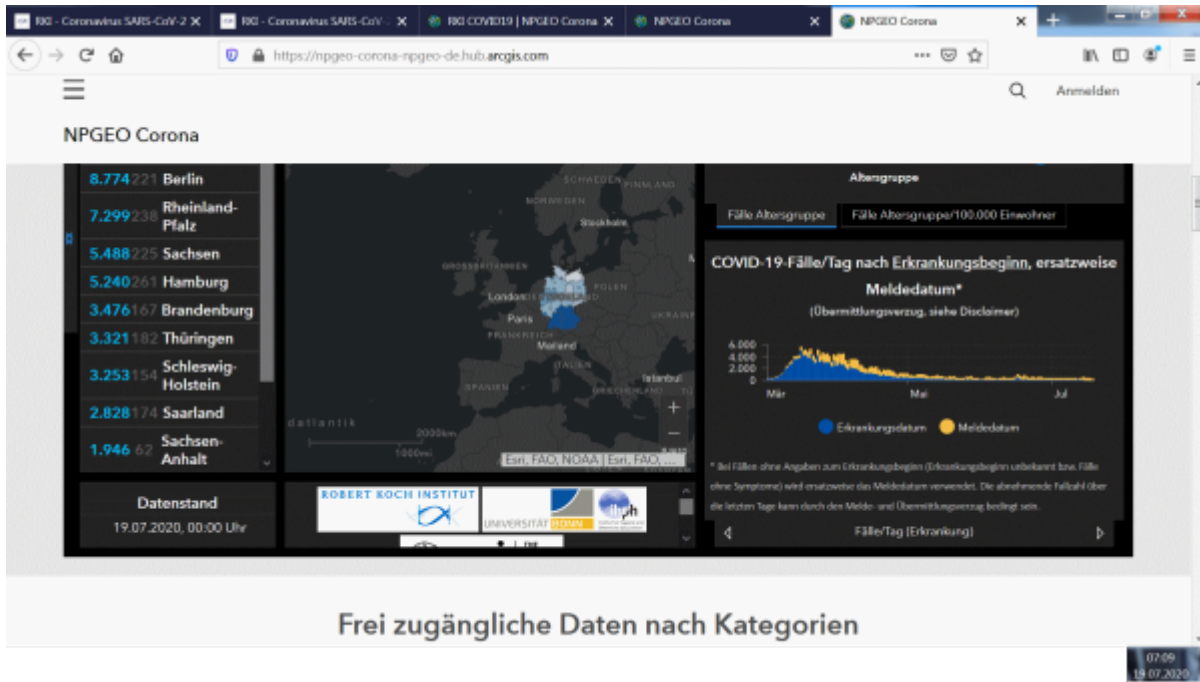 RKI - Coronavirus SARS-CoV-2
RKI - Coronavirus SARS-CoV-
RKI COVID19 | NPGEO Corona
NPGEO Corona
NPGEO Corona
https://npgeo-corona-npgeo-de.hub.arcgis.com
Anmelden
NPGEO Corona
8.774 221 Berlin
7.299 238 Rheinland-
Pfalz
5.488 225 Sachsen
5.240 261 Hamburg
3.476 167 Brandenburg
3.321 182 Thüringen
3.253 154 Schleswig-
Holstein
2.828 174 Saarland
1.946 62 Sachsen-
Anhalt
Datenstand
19.07.2020, 00:00 Uhr
SCHWEDEN
FINNLAND
NORWEGEN
Stockholm
GROSSBRITANNIEN
London
POLEN
Paris
UKRAINE
FRANKREICH
Mailand
ITALIEN
Istanbul
SPANIEN
GRIECHENLAND
datlantik
2000km
1000mi
Esri, FAO, NOAA | Esri, FAO, ...
ROBERT KOCH INSTITUT
UNIVERSITÄT BONN
ihph
Altersgruppe
Fälle Altersgruppe
Fälle Altersgruppe/100.000 Einwohner
COVID-19-Fälle/Tag nach Erkrankungsbeginn, ersatzweise
Meldedatum*
(Übermittlungsverzug, siehe Disclaimer)
6.000
4.000
2.000
0
Mär
Mai
Jul
Erkrankungsdatum
Meldedatum
* Bei Fällen ohne Angaben zum Erkrankungsbeginn (Erkrankungsbeginn unbekannt bzw. Fälle
ohne Symptome) wird ersatzweise das Meldedatum verwendet. Die abnehmende Fallzahl über
die letzten Tage kann durch den Melde- und Übermittlungsverzug bedingt sein.
Fälle/Tag (Erkrankung)
Frei zugängliche Daten nach Kategorien
07:09
19.07.2020